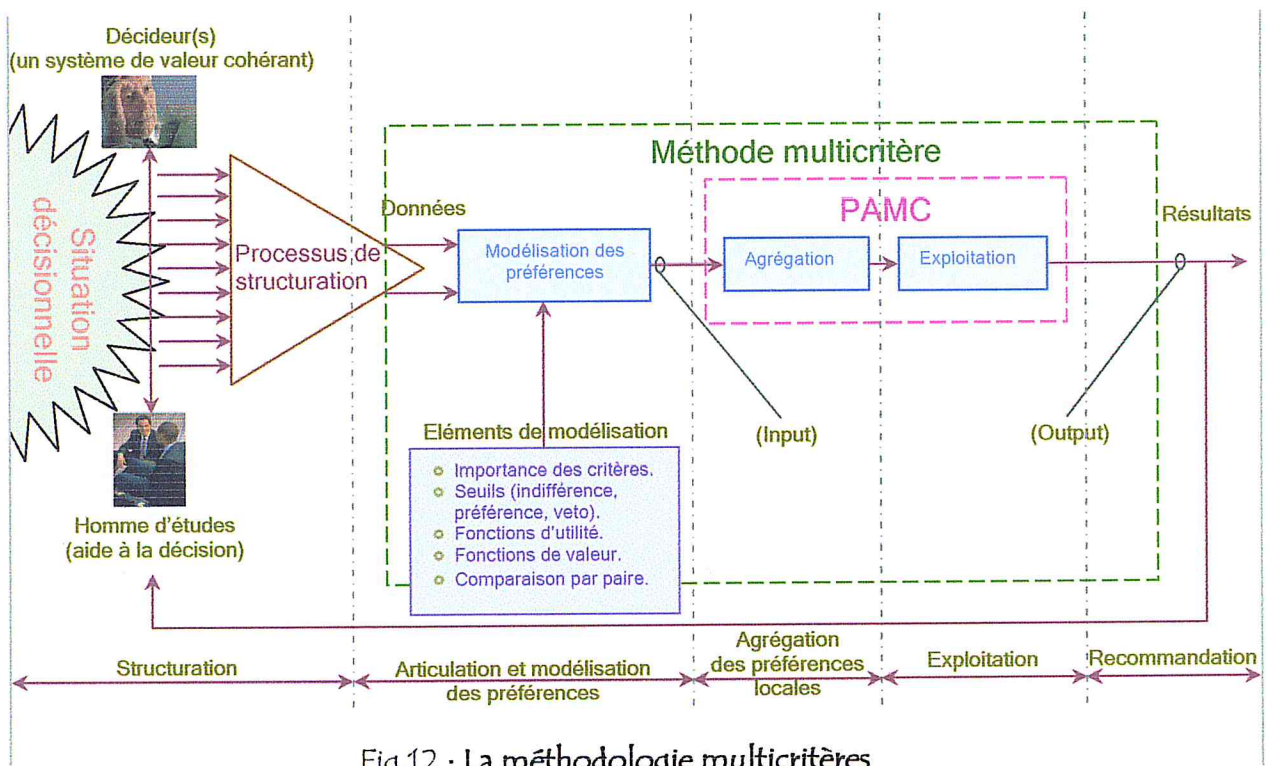 Décideur(s)
(un système de valeur cohérant)
Situation
décisionnelle
Processus de
structuration
Données
Méthode multicritère
PAMC
Modélisation des
préférences
Agrégation
Exploitation
Résultats
(Input)
(Output)
Eléments de modélisation
Importance des critères.
Seuils (indifférence,
préférence, veto).
Fonctions d'utilité.
Fonctions de valeur.
Comparaison par paire.
Homme d'études
(aide à la décision)
Structuration
Articulation et modélisation
des préférences
Agrégation
des préférences
locales
Exploitation
Recommandation
Fig 12 : La méthodologie multicritères